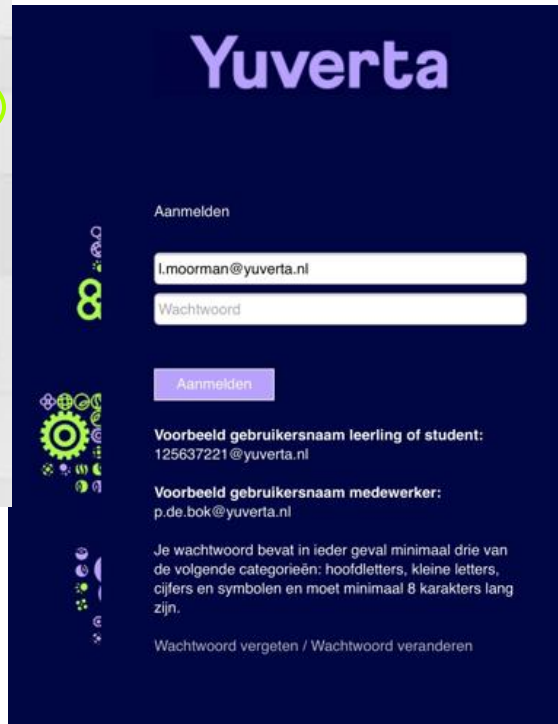 Yuverta
Aanmelden
l.moorman@yuverta.nl
Wachtwoord
Aanmelden
Voorbeeld gebruikersnaam leerling of student:
125637221@yuverta.nl
Voorbeeld gebruikersnaam medewerker:
p.de.bok@yuverta.nl
Je wachtwoord bevat in ieder geval minimaal drie van
de volgende categorieën: hoofdletters, kleine letters,
cijfers en symbolen en moet minimaal 8 karakters lang
zijn.
Wachtwoord vergeten / Wachtwoord veranderen